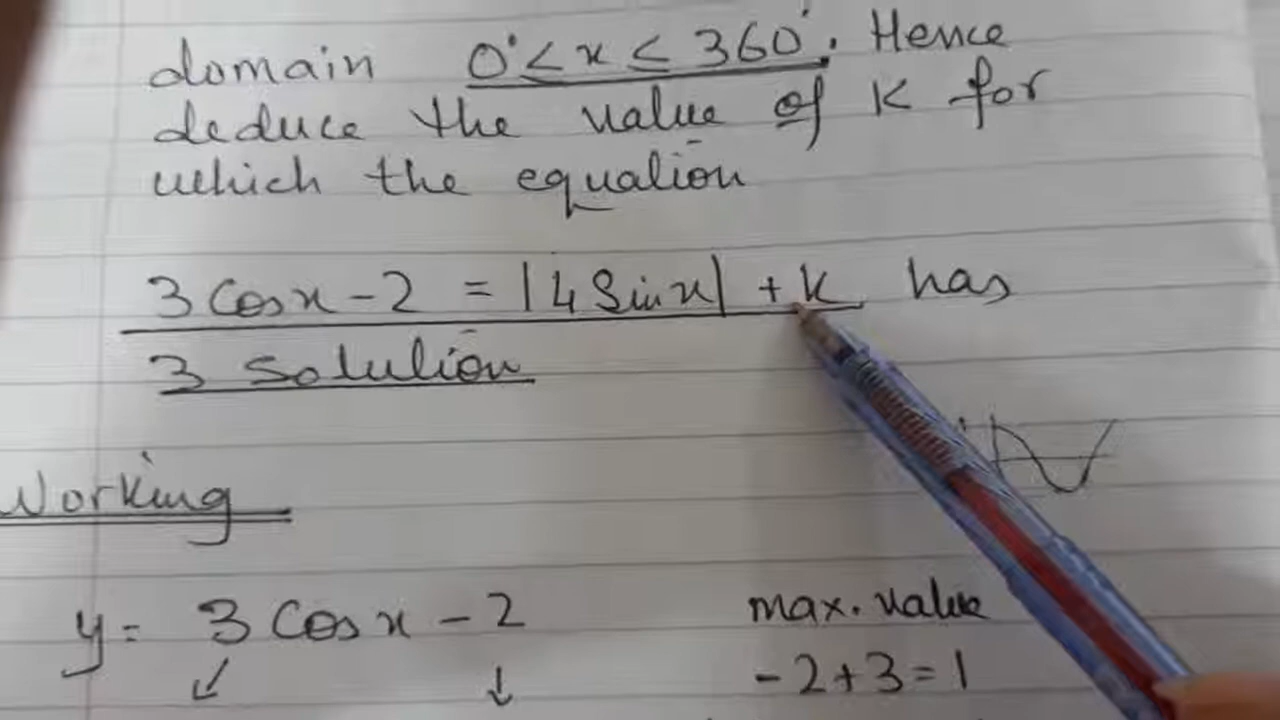 domain 0° ≤ x ≤ 360°. Hence
deduce the value of K for
which the equation
3 Cos x - 2 = |4 Sin x| + k has
3 solution
Working
y = 3 Cos x - 2
max. value
- 2 + 3 = 1